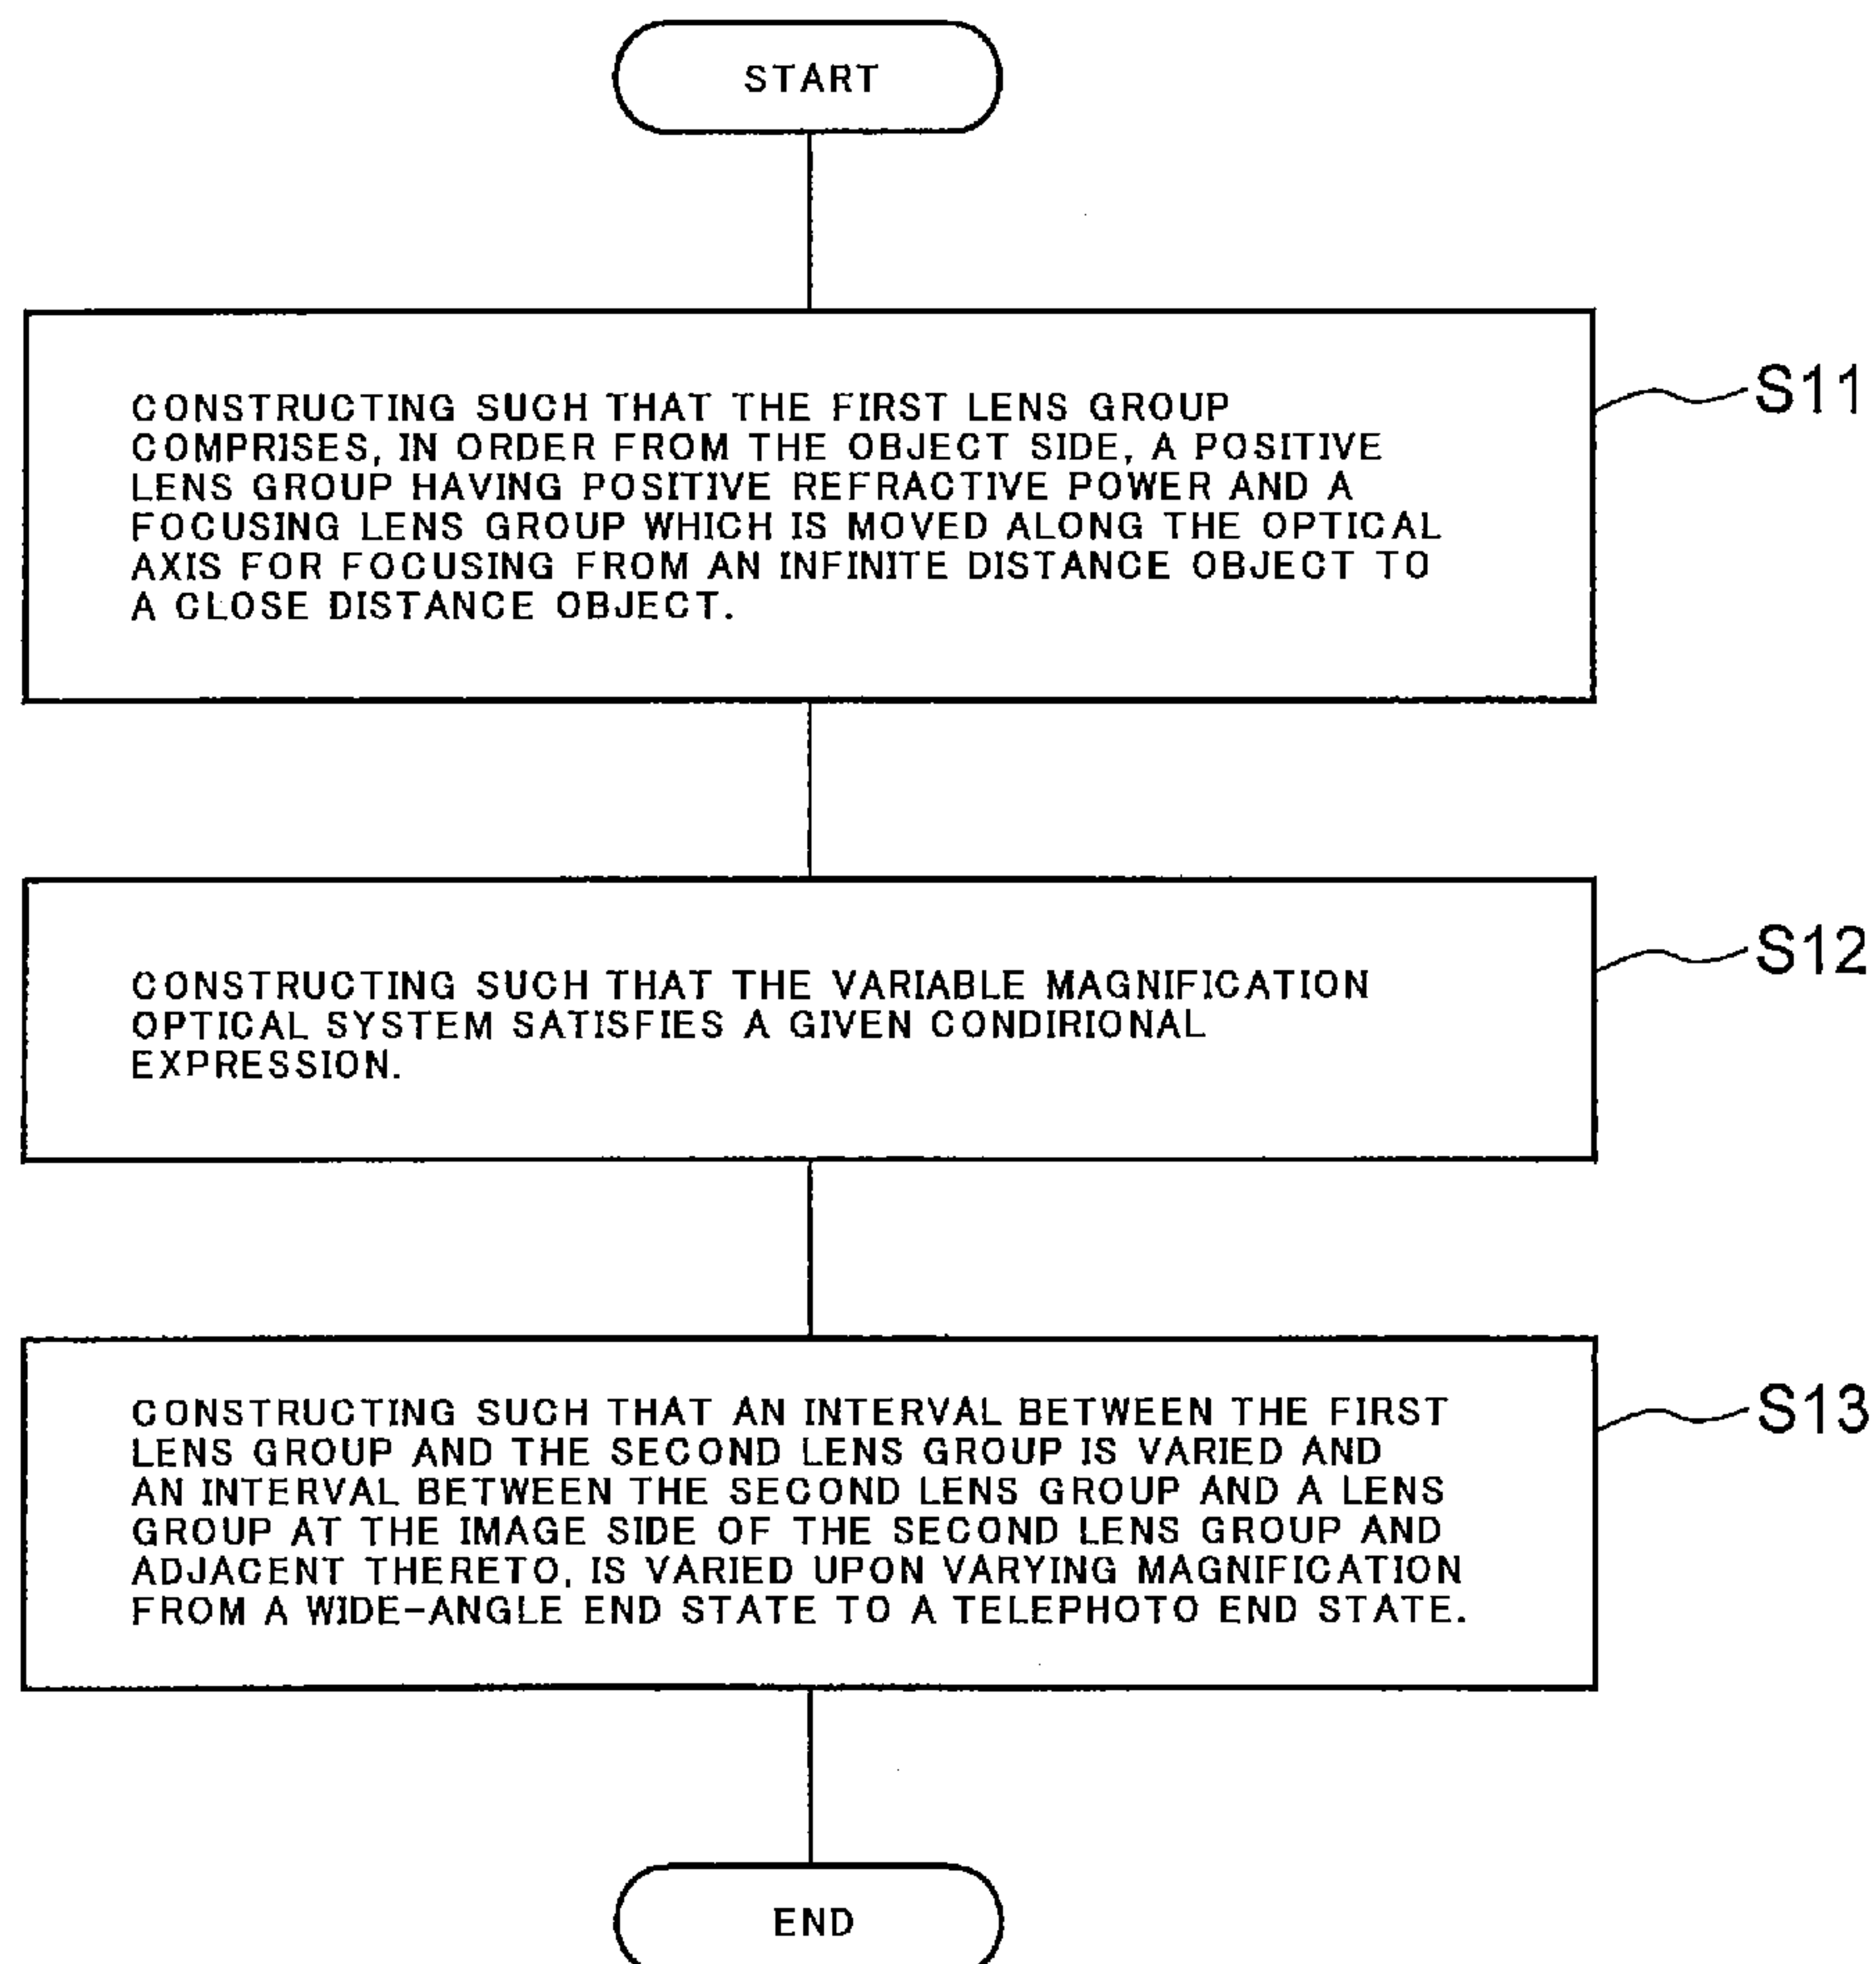 START
CONSTRUCTING SUCH THAT THE FIRST LENS GROUP
COMPRISES, IN ORDER FROM THE OBJECT SIDE, A POSITIVE
LENS GROUP HAVING POSITIVE REFRACTIVE POWER AND A
FOCUSING LENS GROUP WHICH IS MOVED ALONG THE OPTICAL
AXIS FOR FOCUSING FROM AN INFINITE DISTANCE OBJECT TO
A CLOSE DISTANCE OBJECT.
S11
CONSTRUCTING SUCH THAT THE VARIABLE MAGNIFICATION
OPTICAL SYSTEM SATISFIES A GIVEN CONDIRIONAL
EXPRESSION.
S12
CONSTRUCTING SUCH THAT AN INTERVAL BETWEEN THE FIRST
LENS GROUP AND THE SECOND LENS GROUP IS VARIED AND
AN INTERVAL BETWEEN THE SECOND LENS GROUP AND A LENS
GROUP AT THE IMAGE SIDE OF THE SECOND LENS GROUP AND
ADJACENT THERETO, IS VARIED UPON VARYING MAGNIFICATION
FROM A WIDE-ANGLE END STATE TO A TELEPHOTO END STATE.
S13
END